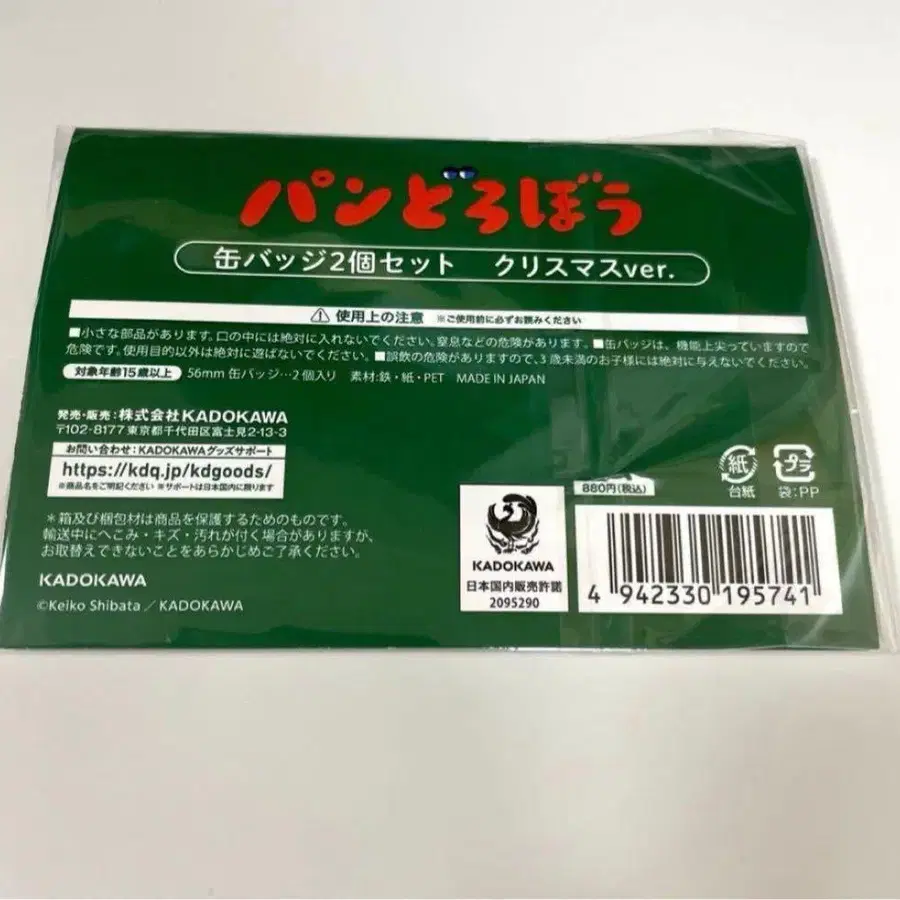 パンどろぼう
缶バッジ2個セット クリスマスver.
使用上の注意 ※ご使用前に必ずお読みください
■小さな部品があります。口の中には絶対に入れないでください。窒息などの危険があります。■缶バッジは、機能上尖っていますので
危険です。使用目的以外は絶対に遊ばないでください。■誤飲の危険がありますので、3歳未満のお子様には絶対に与えないでください。
対象年齢15歳以上 56mm 缶バッジ…2個入り 素材:鉄・紙・PET MADE IN JAPAN
発売・販売:株式会社KADOKAWA
〒102-8177 東京都千代田区富士見2-13-3
お問い合わせ:KADOKAWAグッズサポート
https://kdq.jp/kdgoods/
※商品名をご明記ください ※サポートは日本国内に限ります
＊箱及び梱包材は商品を保護するためのものです。
輸送中にへこみ・キズ・汚れが付く場合がありますが、
お取替えできないことをあらかじめご了承ください。
KADOKAWA
©Keiko Shibata / KADOKAWA
KADOKAWA
日本国内販売許諾
2095290
紙
台紙
プラ
袋:PP
880円(税込)
4 942330 195741